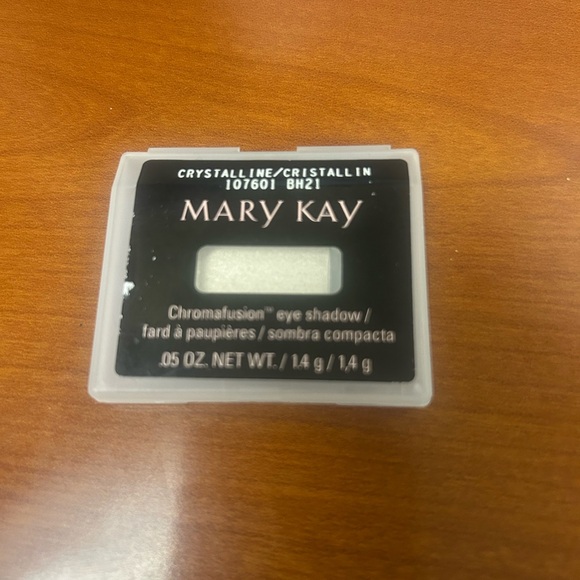 CRYSTALLINE/CRISTALLIN
107601 BH21
MARY KAY
Chromafusion™ eye shadow /
fard à paupières / sombra compacta
.05 OZ. NET WT. / 1.4 g / 1,4 g